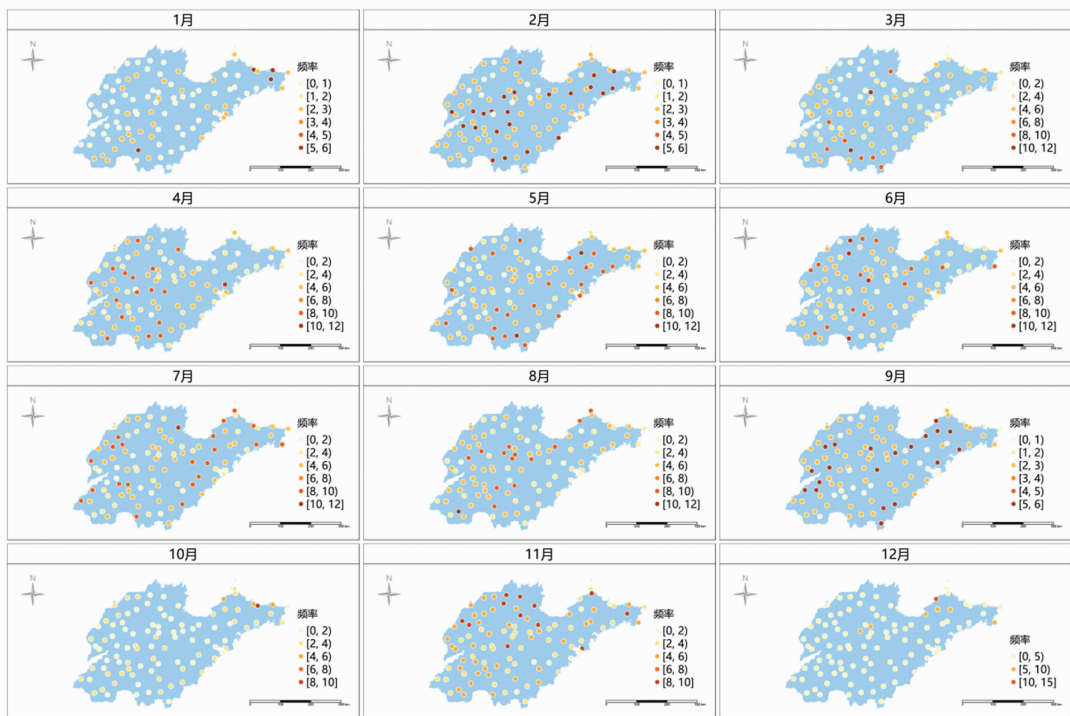 1月
N
频率
[0, 1)
[1, 2)
[2, 3)
[3, 4)
[4, 5)
[5, 6]
2月
N
频率
[0, 1)
[1, 2)
[2, 3)
[3, 4)
[4, 5)
[5, 6]
3月
N
频率
[0, 2)
[2, 4)
[4, 6)
[6, 8)
[8, 10)
[10, 12]
4月
N
频率
[0, 2)
[2, 4)
[4, 6)
[6, 8)
[8, 10)
[10, 12]
5月
N
频率
[0, 2)
[2, 4)
[4, 6)
[6, 8)
[8, 10)
[10, 12]
6月
N
频率
[0, 2)
[2, 4)
[4, 6)
[6, 8)
[8, 10)
[10, 12]
7月
N
频率
[0, 2)
[2, 4)
[4, 6)
[6, 8)
[8, 10)
[10, 12]
8月
N
频率
[0, 2)
[2, 4)
[4, 6)
[6, 8)
[8, 10)
[10, 12]
9月
N
频率
[0, 1)
[1, 2)
[2, 3)
[3, 4)
[4, 5)
[5, 6]
10月
N
频率
[0, 2)
[2, 4)
[4, 6)
[6, 8)
[8, 10]
11月
N
频率
[0, 2)
[2, 4)
[4, 6)
[6, 8)
[8, 10]
12月
N
频率
[0, 5)
[5, 10)
[10, 15]